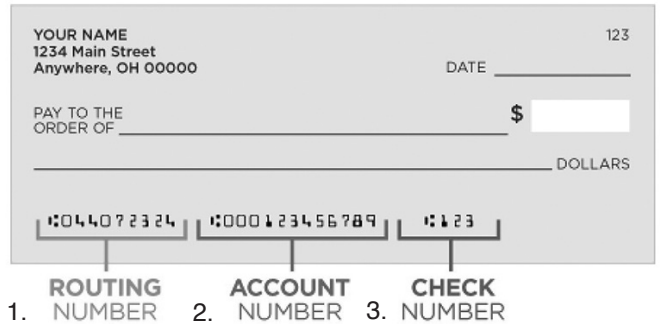 YOUR NAME 123
1234 Main Street
Anywhere, OH 00000
DATE
PAY TO THE
ORDER OF $
DOLLARS
⑆044072324 ⑆000123456789 ⑆123
ROUTING ACCOUNT CHECK
1. NUMBER 2. NUMBER 3. NUMBER